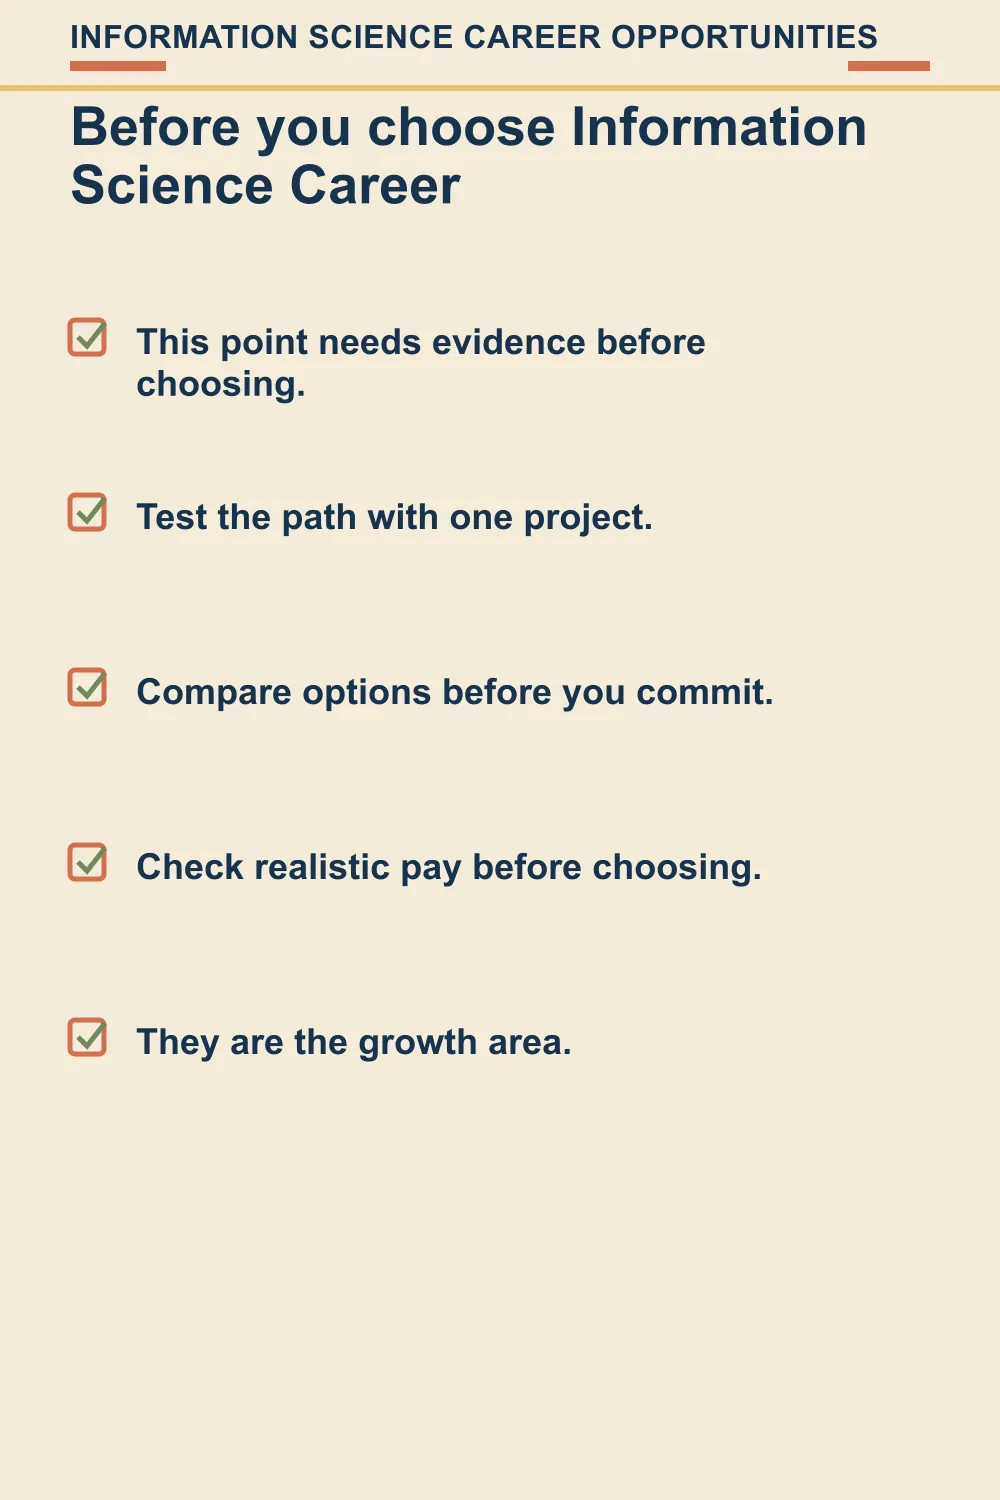 INFORMATION SCIENCE CAREER OPPORTUNITIES
Before you choose Information
Science Career
This point needs evidence before
choosing.
Test the path with one project.
Compare options before you commit.
Check realistic pay before choosing.
They are the growth area.